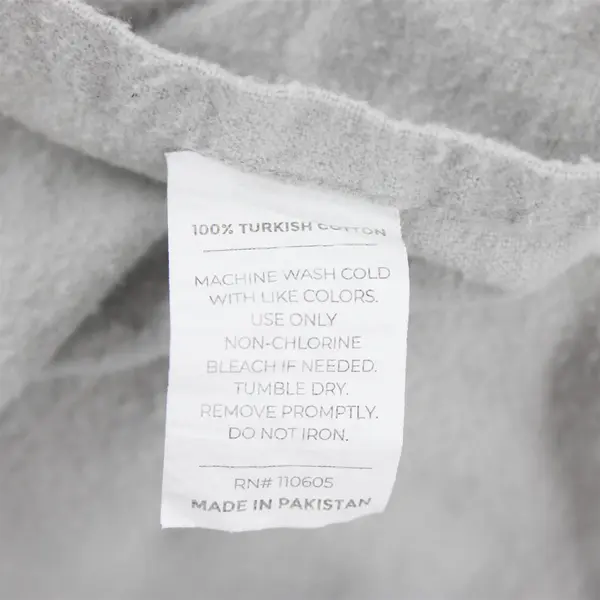 100% TURKISH COTTON
MACHINE WASH COLD
WITH LIKE COLORS.
USE ONLY
NON-CHLORINE
BLEACH IF NEEDED.
TUMBLE DRY.
REMOVE PROMPTLY.
DO NOT IRON.
RN# 110605
MADE IN PAKISTAN